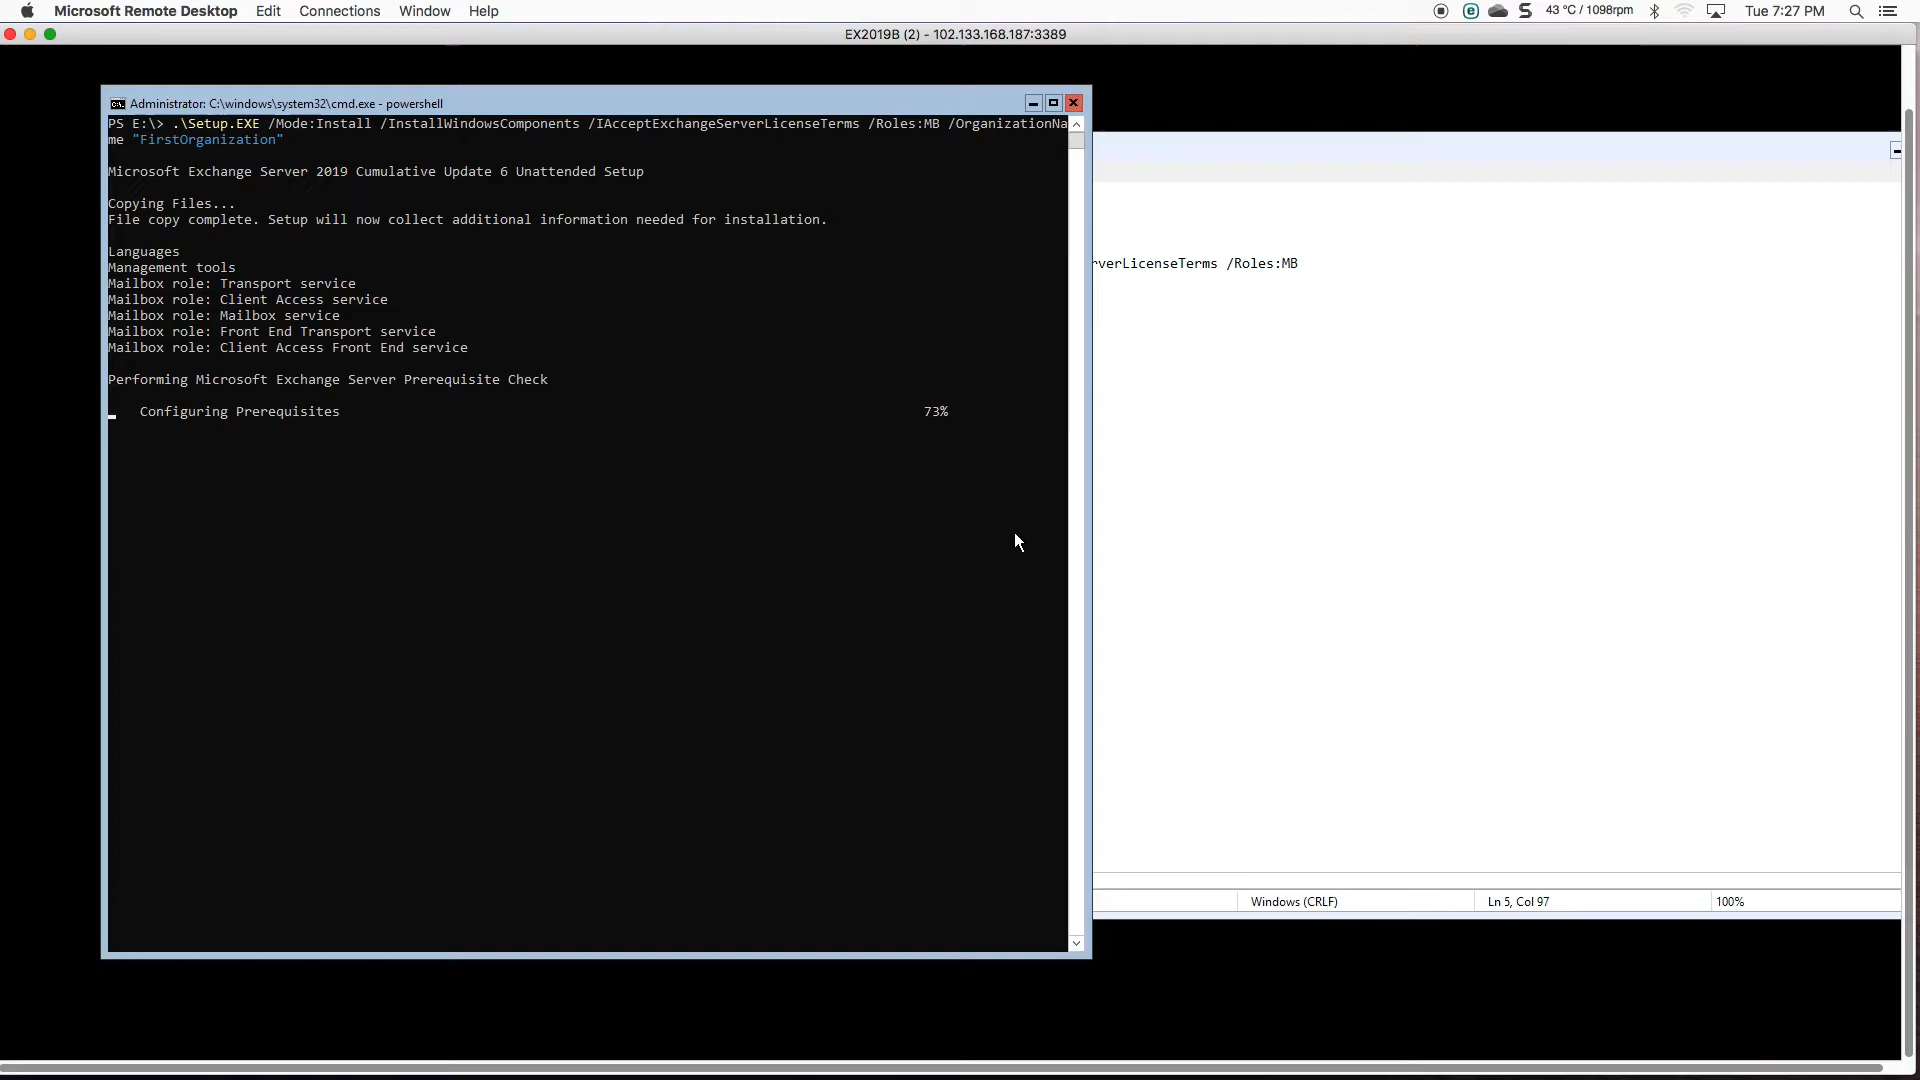 Microsoft Remote Desktop Edit Connections Window Help
43 °C / 1098rpm Tue 7:27 PM
EX2019B (2) - 102.133.168.187:3389
Administrator: C:\windows\system32\cmd.exe - powershell
PS E:\> .\Setup.EXE /Mode:Install /InstallWindowsComponents /IAcceptExchangeServerLicenseTerms /Roles:MB /OrganizationNa
me "FirstOrganization"
Microsoft Exchange Server 2019 Cumulative Update 6 Unattended Setup
Copying Files...
File copy complete. Setup will now collect additional information needed for installation.
Languages
Management tools
Mailbox role: Transport service
Mailbox role: Client Access service
Mailbox role: Mailbox service
Mailbox role: Front End Transport service
Mailbox role: Client Access Front End service
Performing Microsoft Exchange Server Prerequisite Check
Configuring Prerequisites 73%
rverLicenseTerms /Roles:MB
Windows (CRLF) Ln 5, Col 97 100%